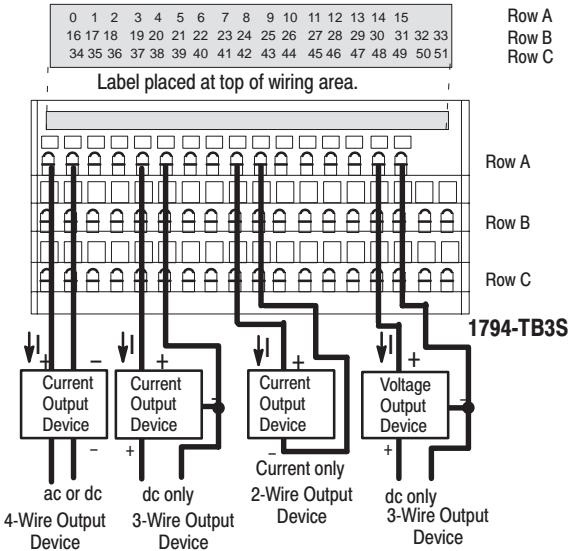 0 1 2 3 4 5 6 7 8 9 10 11 12 13 14 15 Row A
16 17 18 19 20 21 22 23 24 25 26 27 28 29 30 31 32 33 Row B
34 35 36 37 38 39 40 41 42 43 44 45 46 47 48 49 50 51 Row C
Label placed at top of wiring area.
Row A
Row B
Row C
1794-TB3S
I I I I
+ – + + +
Current Output Device
Current Output Device
Current Output Device
Voltage Output Device
– –
– + – +
Current only
ac or dc
4-Wire Output Device
dc only
3-Wire Output Device
2-Wire Output Device
dc only
3-Wire Output Device